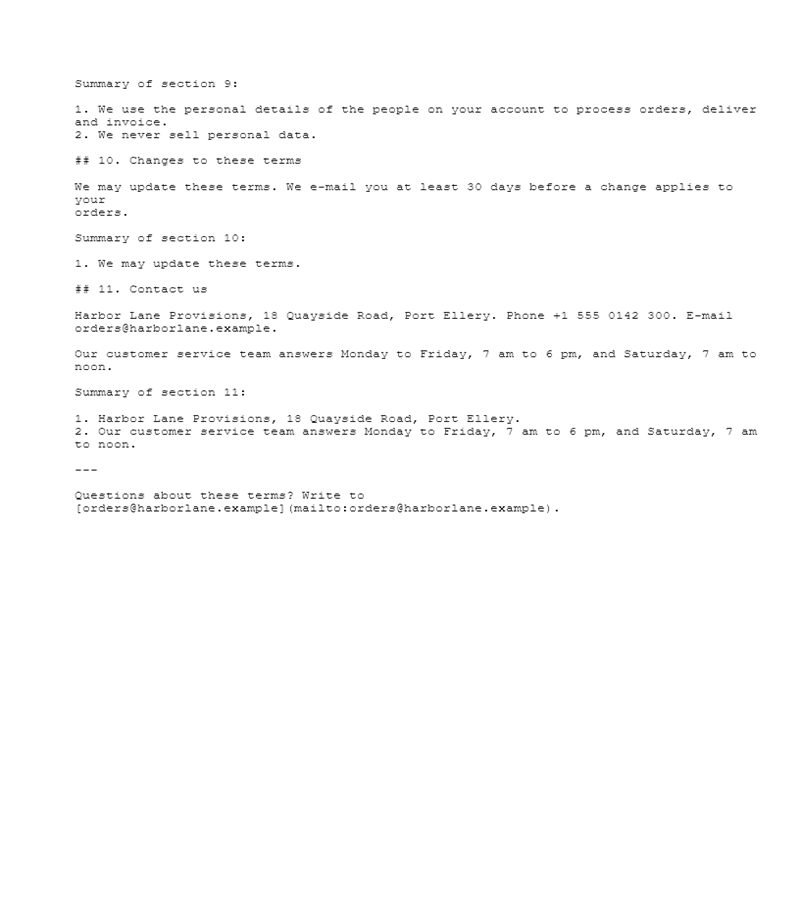 Summary of section 9:
1. We use the personal details of the people on your account to process orders, deliver
and invoice.
2. We never sell personal data.
## 10. Changes to these terms
We may update these terms. We e-mail you at least 30 days before a change applies to
your
orders.
Summary of section 10:
1. We may update these terms.
## 11. Contact us
Harbor Lane Provisions, 18 Quayside Road, Port Ellery. Phone +1 555 0142 300. E-mail
orders@harborlane.example.
Our customer service team answers Monday to Friday, 7 am to 6 pm, and Saturday, 7 am to
noon.
Summary of section 11:
1. Harbor Lane Provisions, 18 Quayside Road, Port Ellery.
2. Our customer service team answers Monday to Friday, 7 am to 6 pm, and Saturday, 7 am
to noon.
---
Questions about these terms? Write to
[orders@harborlane.example](mailto:orders@harborlane.example).